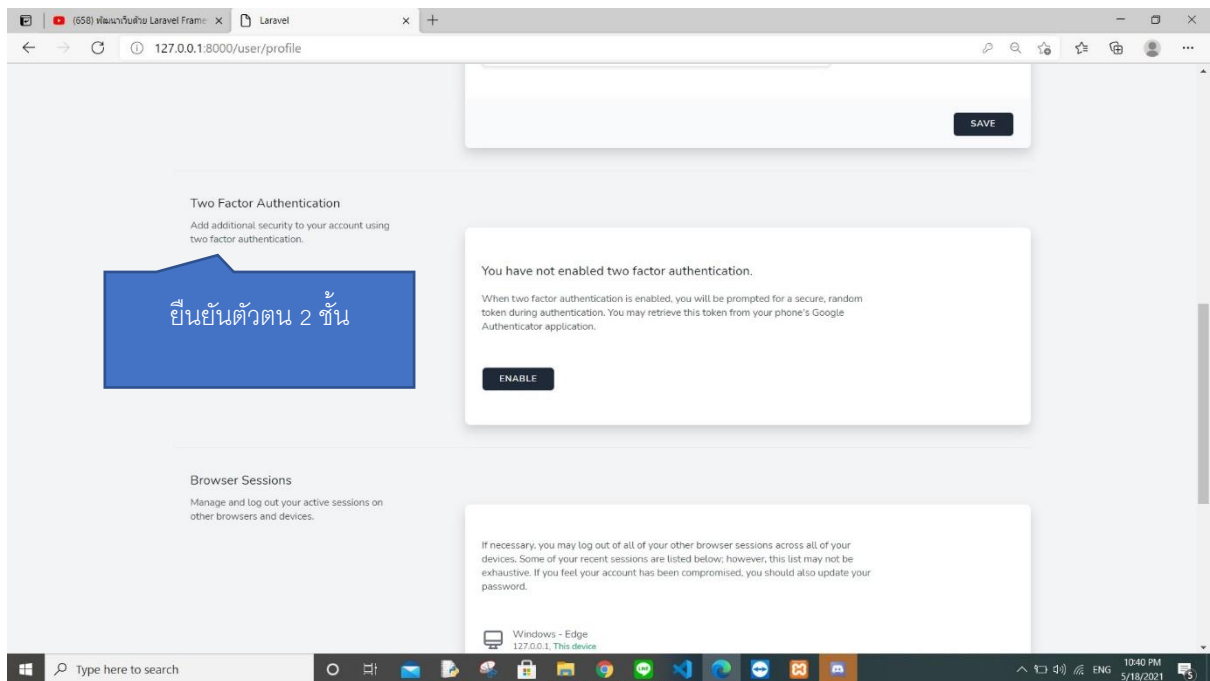 (658) พัฒนาเว็บด้วย Laravel Frame
Laravel
127.0.0.1:8000/user/profile
SAVE
Two Factor Authentication
Add additional security to your account using
two factor authentication.
ยืนยันตัวตน 2 ชั้น
You have not enabled two factor authentication.
When two factor authentication is enabled, you will be prompted for a secure, random
token during authentication. You may retrieve this token from your phone's Google
Authenticator application.
ENABLE
Browser Sessions
Manage and log out your active sessions on
other browsers and devices.
If necessary, you may log out of all of your other browser sessions across all of your
devices. Some of your recent sessions are listed below; however, this list may not be
exhaustive. If you feel your account has been compromised, you should also update your
password.
Windows - Edge
127.0.0.1, This device
Type here to search
ENG
10:40 PM
5/18/2021
5